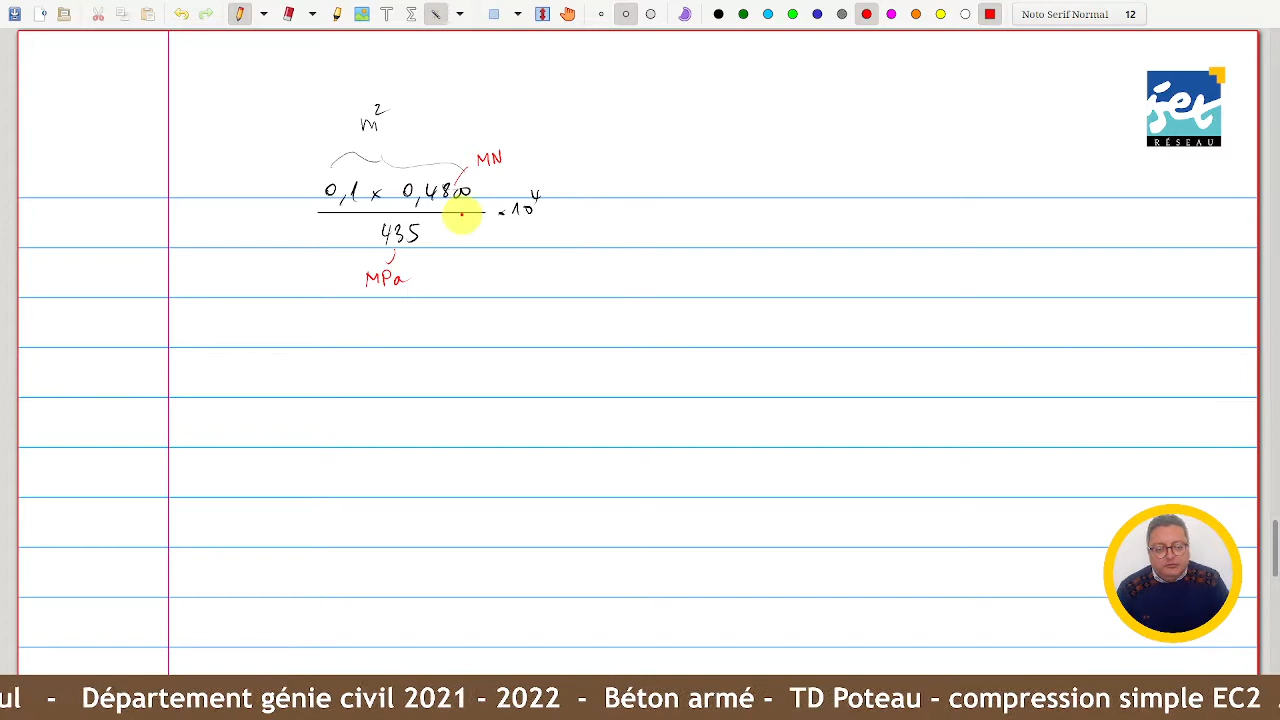 Noto Serif Normal 12
iset
RÉSEAU
m²
MN
0,1 x 0,4800
435
. 10⁴
MPa
ul - Département génie civil 2021 - 2022 - Béton armé - TD Poteau - compression simple EC2